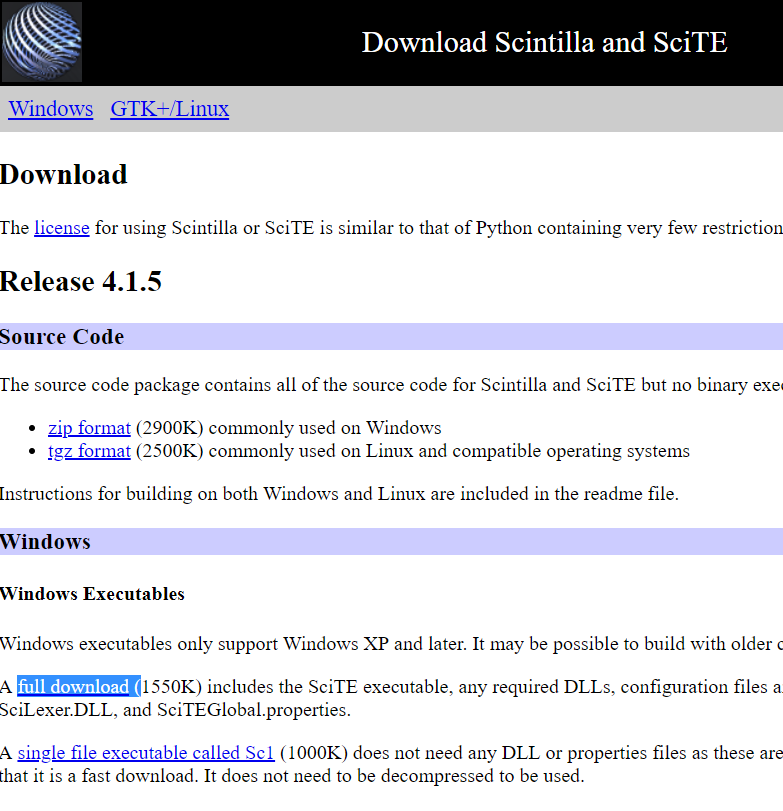 Download Scintilla and SciTE
Windows GTK+/Linux
Download
The license for using Scintilla or SciTE is similar to that of Python containing very few restriction
Release 4.1.5
Source Code
The source code package contains all of the source code for Scintilla and SciTE but no binary exe
• zip format (2900K) commonly used on Windows
• tgz format (2500K) commonly used on Linux and compatible operating systems
Instructions for building on both Windows and Linux are included in the readme file.
Windows
Windows Executables
Windows executables only support Windows XP and later. It may be possible to build with older c
A full download (1550K) includes the SciTE executable, any required DLLs, configuration files a
SciLexer.DLL, and SciTEGlobal.properties.
A single file executable called Sc1 (1000K) does not need any DLL or properties files as these are
that it is a fast download. It does not need to be decompressed to be used.